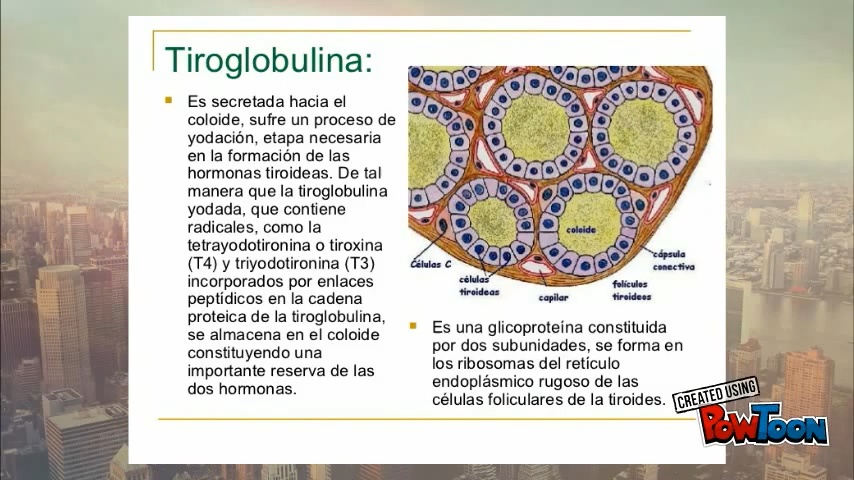 Tiroglobulina:
Es secretada hacia el
coloide, sufre un proceso de
yodación, etapa necesaria
en la formación de las
hormonas tiroideas. De tal
manera que la tiroglobulina
yodada, que contiene
radicales, como la
tetrayodotironina o tiroxina
(T4) y triyodotironina (T3)
incorporados por enlaces
peptídicos en la cadena
proteica de la tiroglobulina,
se almacena en el coloide
constituyendo una
importante reserva de las
dos hormonas.
coloide
Células C
células
tiroideas
capilar
folículos
tiroideos
cápsula
conectiva
Es una glicoproteína constituida
por dos subunidades, se forma en
los ribosomas del retículo
endoplásmico rugoso de las
células foliculares de la tiroides.
CREATED USING
POWTOON